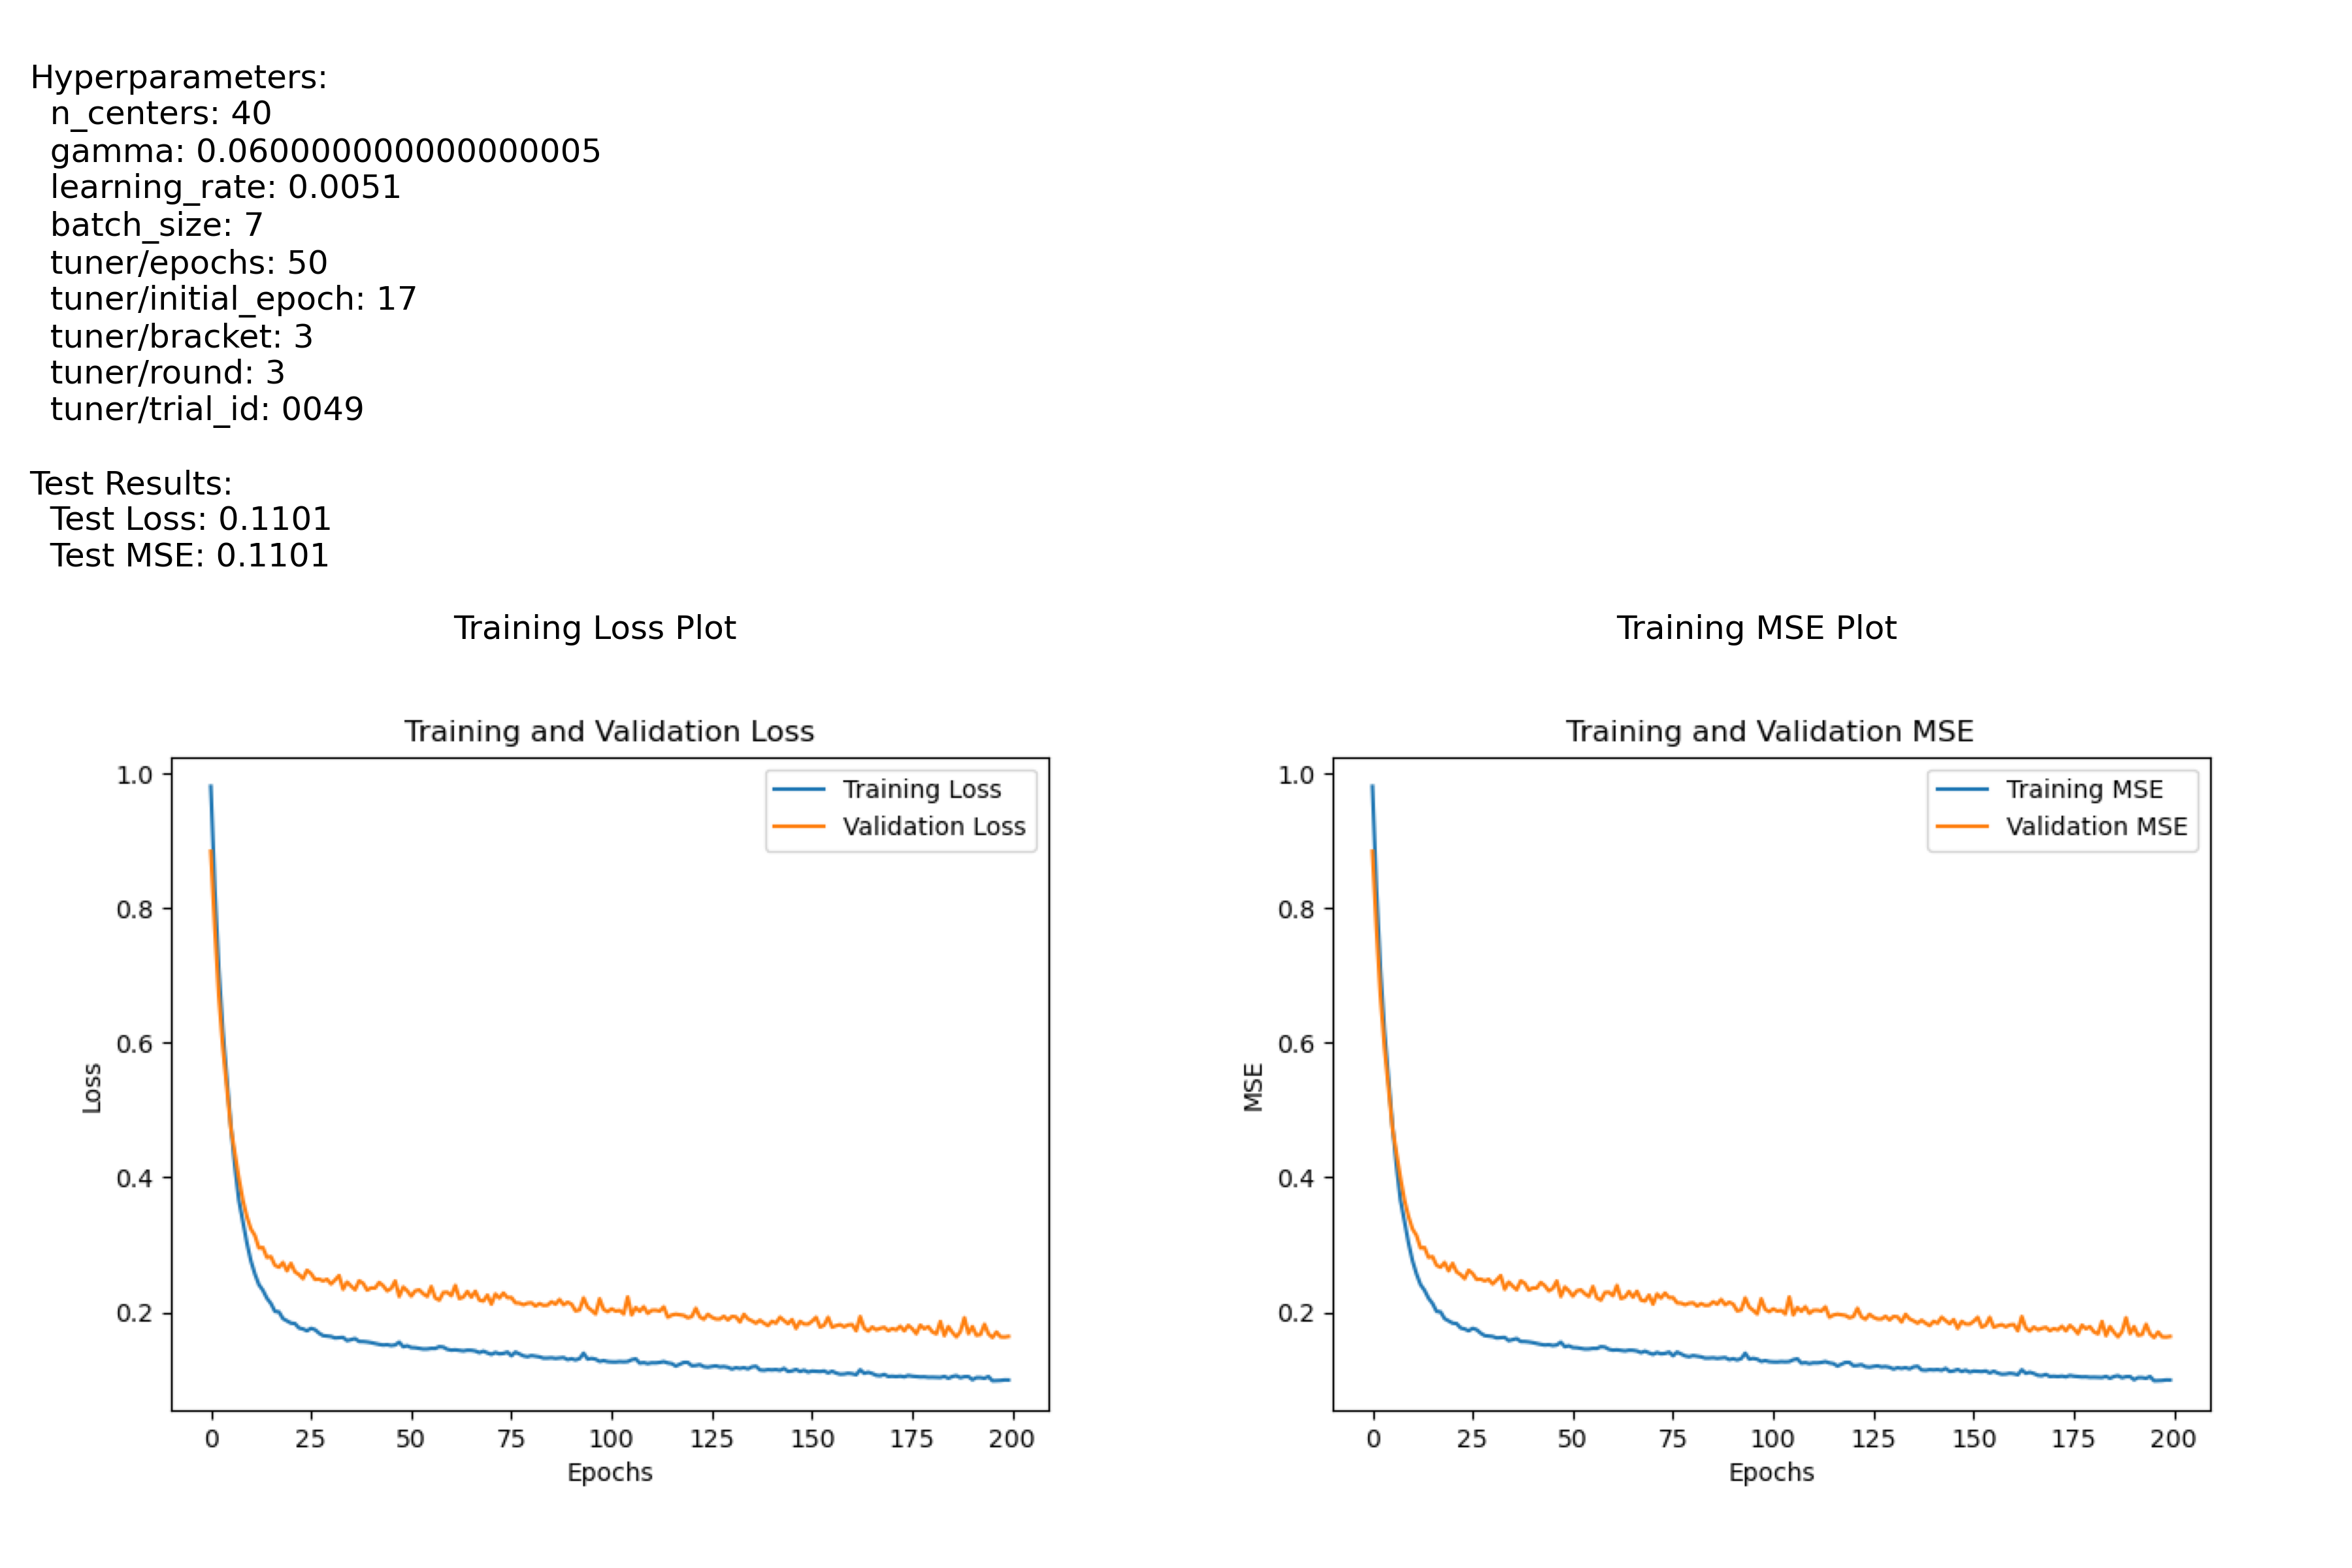 Hyperparameters:
n_centers: 40
gamma: 0.060000000000000005
learning_rate: 0.0051
batch_size: 7
tuner/epochs: 50
tuner/initial_epoch: 17
tuner/bracket: 3
tuner/round: 3
tuner/trial_id: 0049
Test Results:
Test Loss: 0.1101
Test MSE: 0.1101
Training Loss Plot
Training and Validation Loss
Training Loss
Validation Loss
1.0
0.8
0.6
0.4
0.2
Loss
0 25 50 75 100 125 150 175 200
Epochs
Training MSE Plot
Training and Validation MSE
Training MSE
Validation MSE
1.0
0.8
0.6
0.4
0.2
MSE
0 25 50 75 100 125 150 175 200
Epochs